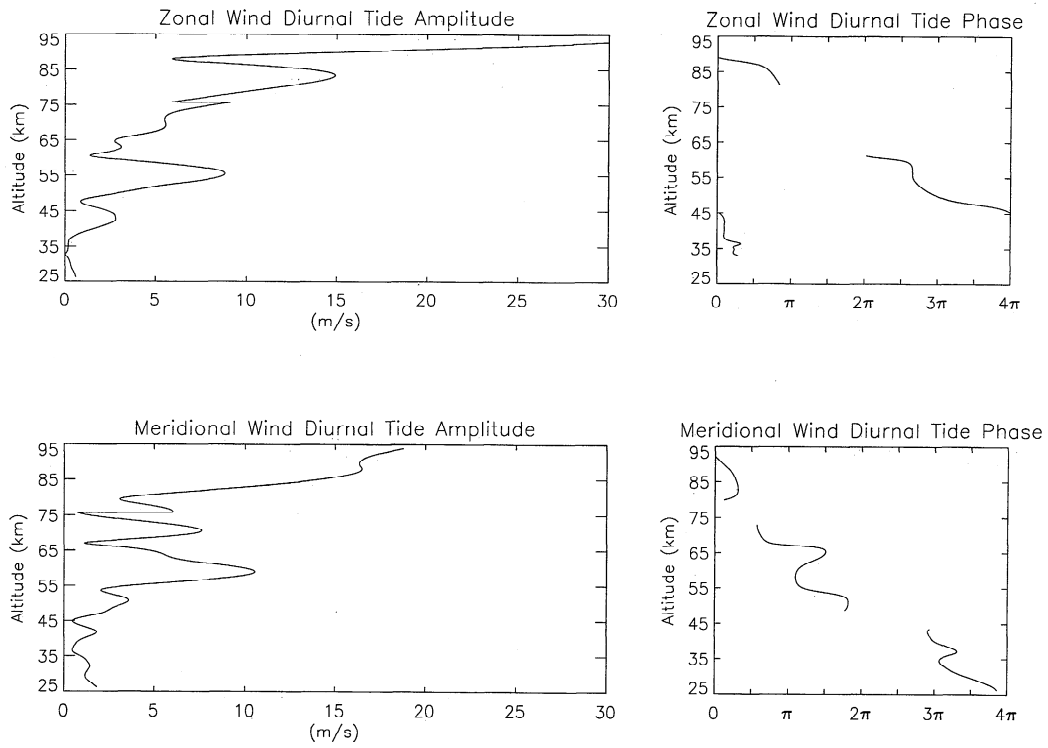 Zonal Wind Diurnal Tide Amplitude
95
85
75
65
55
45
35
25
Altitude (km)
0 5 10 15 20 25 30
(m/s)
Zonal Wind Diurnal Tide Phase
95
85
75
65
55
45
35
25
Altitude (km)
0 π 2π 3π 4π
Meridional Wind Diurnal Tide Amplitude
95
85
75
65
55
45
35
25
Altitude (km)
0 5 10 15 20 25 30
(m/s)
Meridional Wind Diurnal Tide Phase
95
85
75
65
55
45
35
25
Altitude (km)
0 π 2π 3π 4π